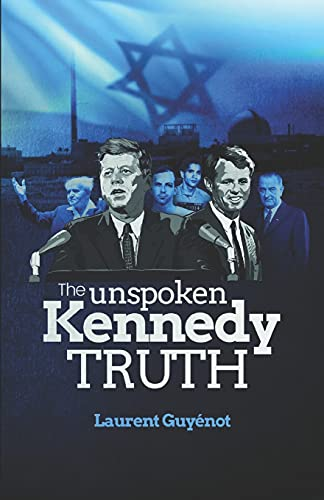 The unspoken
Kennedy
TRUTH
Laurent Guyénot